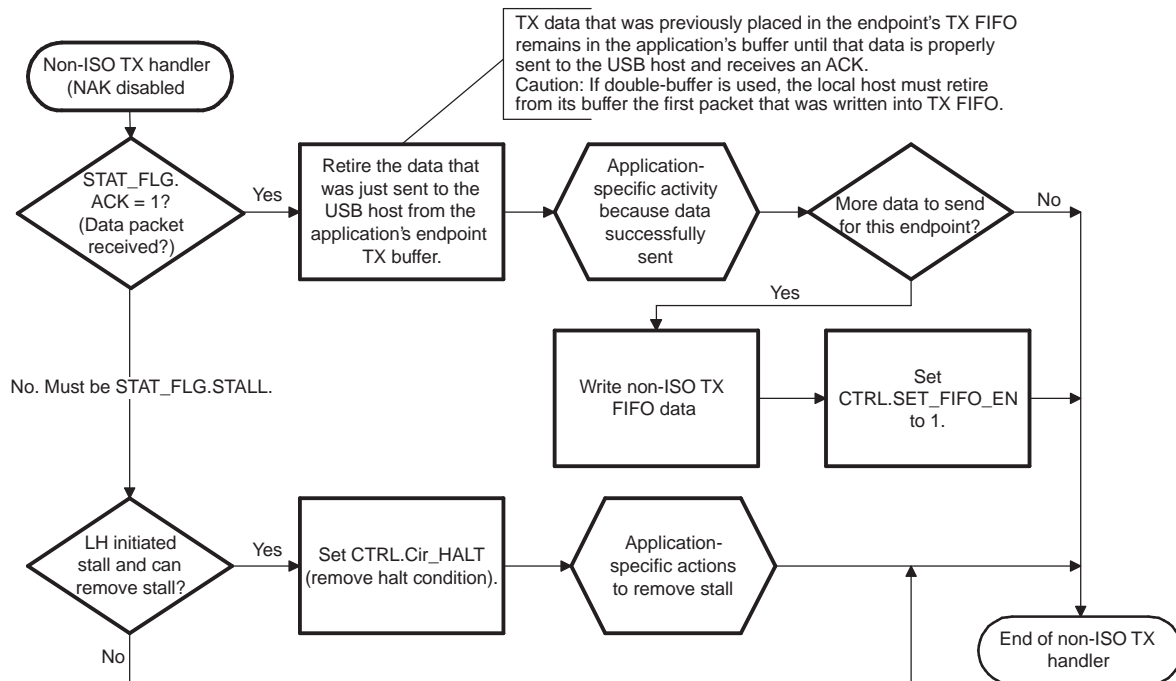 TX data that was previously placed in the endpoint's TX FIFO
remains in the application's buffer until that data is properly
sent to the USB host and receives an ACK.
Caution: If double-buffer is used, the local host must retire
from its buffer the first packet that was written into TX FIFO.
Non-ISO TX handler
(NAK disabled
STAT_FLG.
ACK = 1?
(Data packet
received?)
Yes
Retire the data that
was just sent to the
USB host from the
application's endpoint
TX buffer.
Application-
specific activity
because data
successfully
sent
More data to send
for this endpoint?
No
Yes
No. Must be STAT_FLG.STALL.
Write non-ISO TX
FIFO data
Set
CTRL.SET_FIFO_EN
to 1.
LH initiated
stall and can
remove stall?
Yes
Set CTRL.Cir_HALT
(remove halt condition).
Application-
specific actions
to remove stall
No
End of non-ISO TX
handler